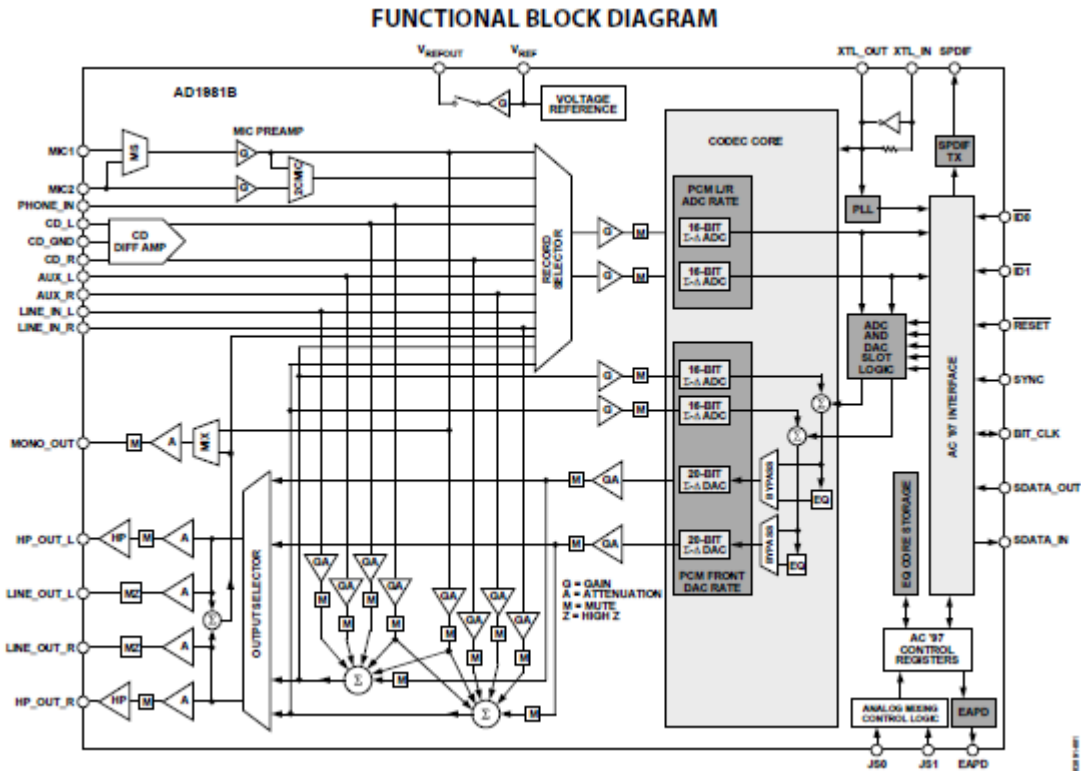 FUNCTIONAL BLOCK DIAGRAM
VREFOUT
VREF
XTL_OUT
XTL_IN
SPDIF
AD1981B
G
VOLTAGE
REFERENCE
MIC PREAMP
CODEC CORE
MIC1
MS
G
2CMIC
SPDIF
TX
MIC2
G
PHONE_IN
PCM L/R
ADC RATE
PLL
ID0
CD_L
CD_GND
CD
DIFF AMP
CD_R
RECORD
SELECTOR
G
M
16-BIT
Σ-Δ ADC
AUX_L
G
M
16-BIT
Σ-Δ ADC
ID1
AUX_R
LINE_IN_L
LINE_IN_R
ADC
AND
DAC
SLOT
LOGIC
RESET
G
M
16-BIT
Σ-Δ ADC
AC '97 INTERFACE
SYNC
G
M
16-BIT
Σ-Δ ADC
Σ
Σ
MONO_OUT
M
A
MIX
BIT_CLK
M
GA
20-BIT
Σ-Δ DAC
BYPASS
EQ
SDATA_OUT
HP_OUT_L
HP
M
A
OUTPUT SELECTOR
M
GA
20-BIT
Σ-Δ DAC
BYPASS
EQ
EQ CORE STORAGE
SDATA_IN
PCM FRONT
DAC RATE
GA
GA
GA
GA
G = GAIN
A = ATTENUATION
M = MUTE
Z = HIGH Z
LINE_OUT_L
MZ
A
Σ
M
M
M
M
GA
GA
GA
GA
M
M
M
M
LINE_OUT_R
MZ
A
AC '97
CONTROL
REGISTERS
Σ
M
HP_OUT_R
HP
M
A
Σ
M
ANALOG MIXING
CONTROL LOGIC
EAPD
JS0
JS1
EAPD